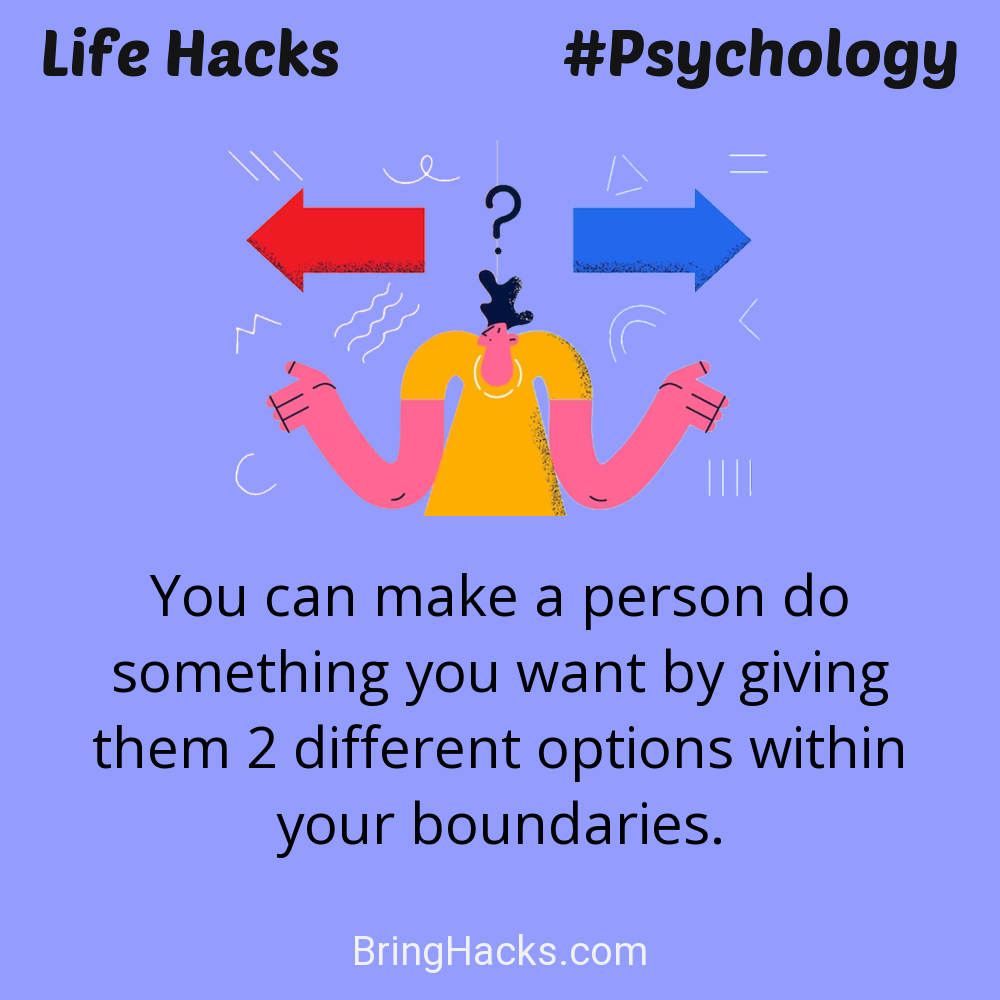 Life Hacks
#Psychology
?
You can make a person do
something you want by giving
them 2 different options within
your boundaries.
BringHacks.com